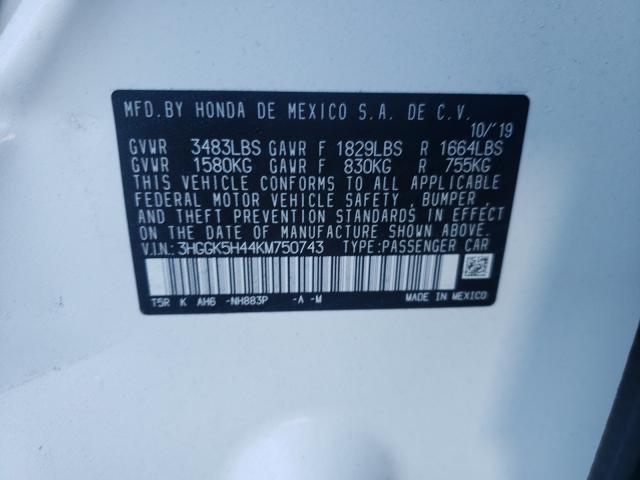 MFD.BY HONDA DE MEXICO S.A. DE C.V.
10/'19
GVWR 3483LBS GAWR F 1829LBS R 1664LBS
GVWR 1580KG GAWR F 830KG R 755KG
THIS VEHICLE CONFORMS TO ALL APPLICABLE
FEDERAL MOTOR VEHICLE SAFETY, BUMPER,
AND THEFT PREVENTION STANDARDS IN EFFECT
ON THE DATE OF MANUFACTURE SHOWN ABOVE.
V.I.N: 3HGGK5H44KM750743 TYPE:PASSENGER CAR
T5R K AH6 -NH883P -A -M MADE IN MEXICO